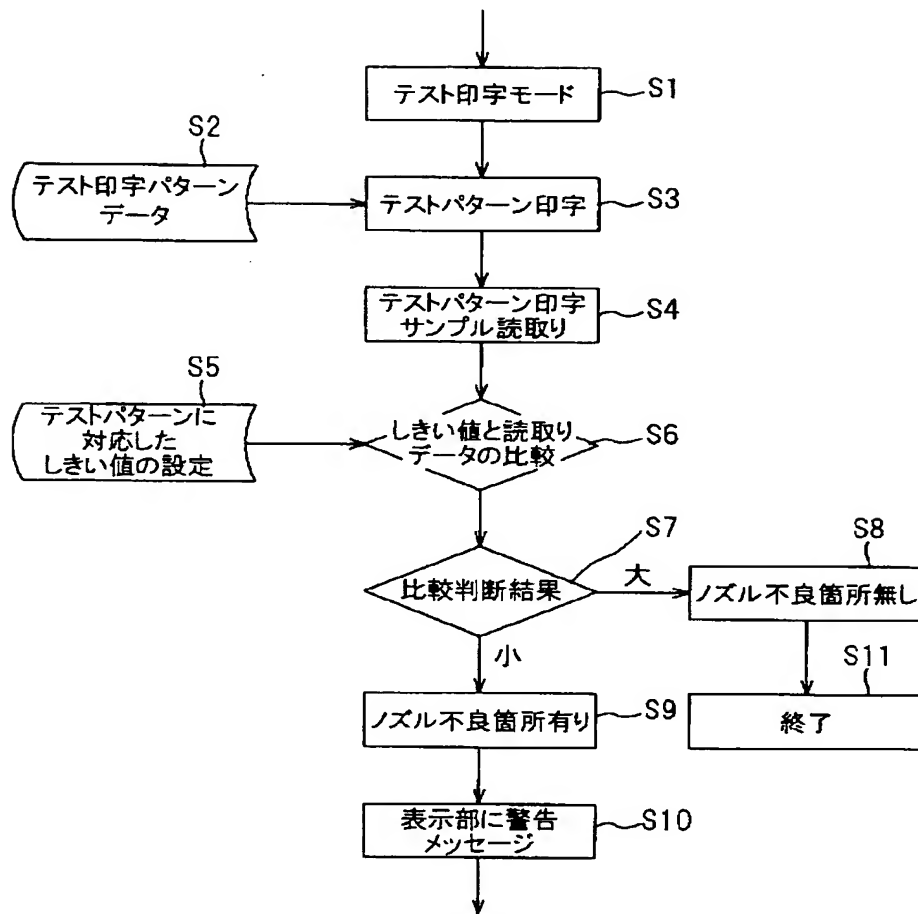 テスト印字モード
S1
S2
テスト印字パターン
データ
テストパターン印字
S3
テストパターン印字
サンプル読取り
S4
S5
テストパターンに
対応した
しきい値の設定
しきい値と読取り
データの比較
S6
S7
比較判断結果
大
S8
ノズル不良箇所無し
小
S11
終了
ノズル不良箇所有り
S9
表示部に警告
メッセージ
S10